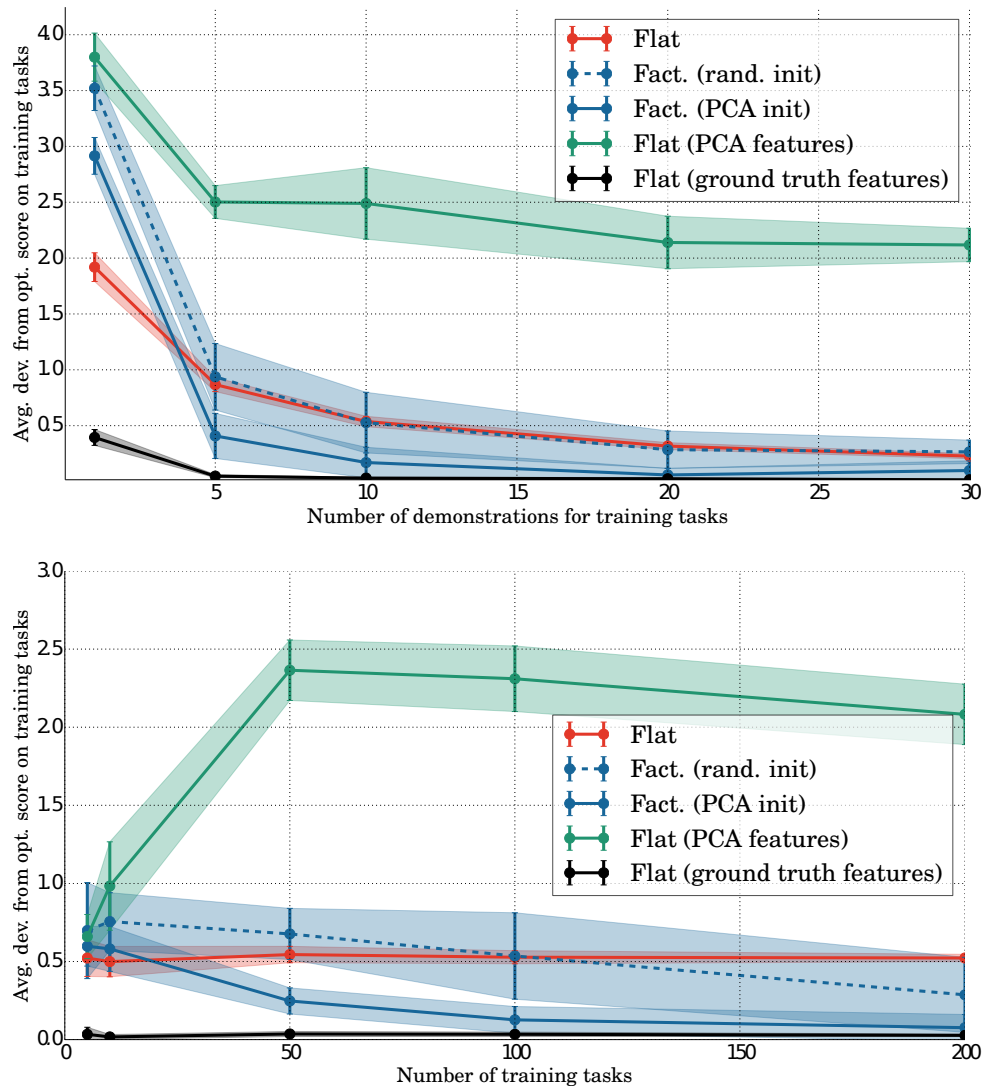 4.0
3.5
3.0
2.5
2.0
1.5
1.0
0.5
Avg. dev. from opt. score on training tasks
Flat
Fact. (rand. init)
Fact. (PCA init)
Flat (PCA features)
Flat (ground truth features)
5 10 15 20 25 30
Number of demonstrations for training tasks
3.0
2.5
2.0
1.5
1.0
0.5
0.0
Avg. dev. from opt. score on training tasks
Flat
Fact. (rand. init)
Fact. (PCA init)
Flat (PCA features)
Flat (ground truth features)
0 50 100 150 200
Number of training tasks